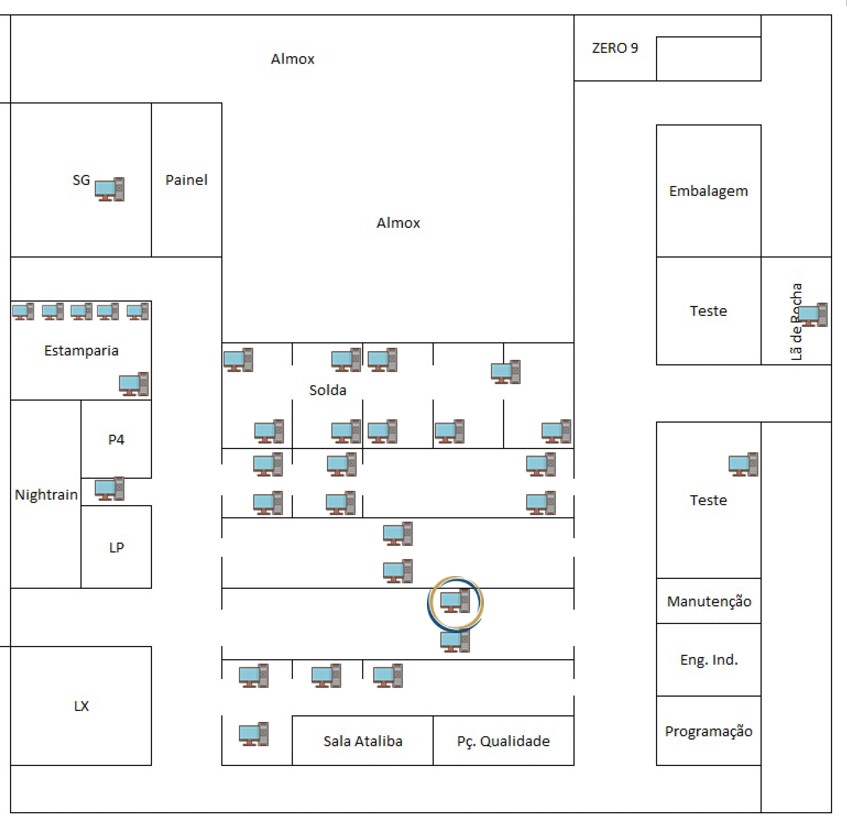 Almox
ZERO 9
SG
Painel
Almox
Embalagem
Teste
Lã de Rocha
Estamparia
Solda
P4
Nightrain
LP
Teste
Manutenção
Eng. Ind.
LX
Sala Ataliba
Pç. Qualidade
Programação